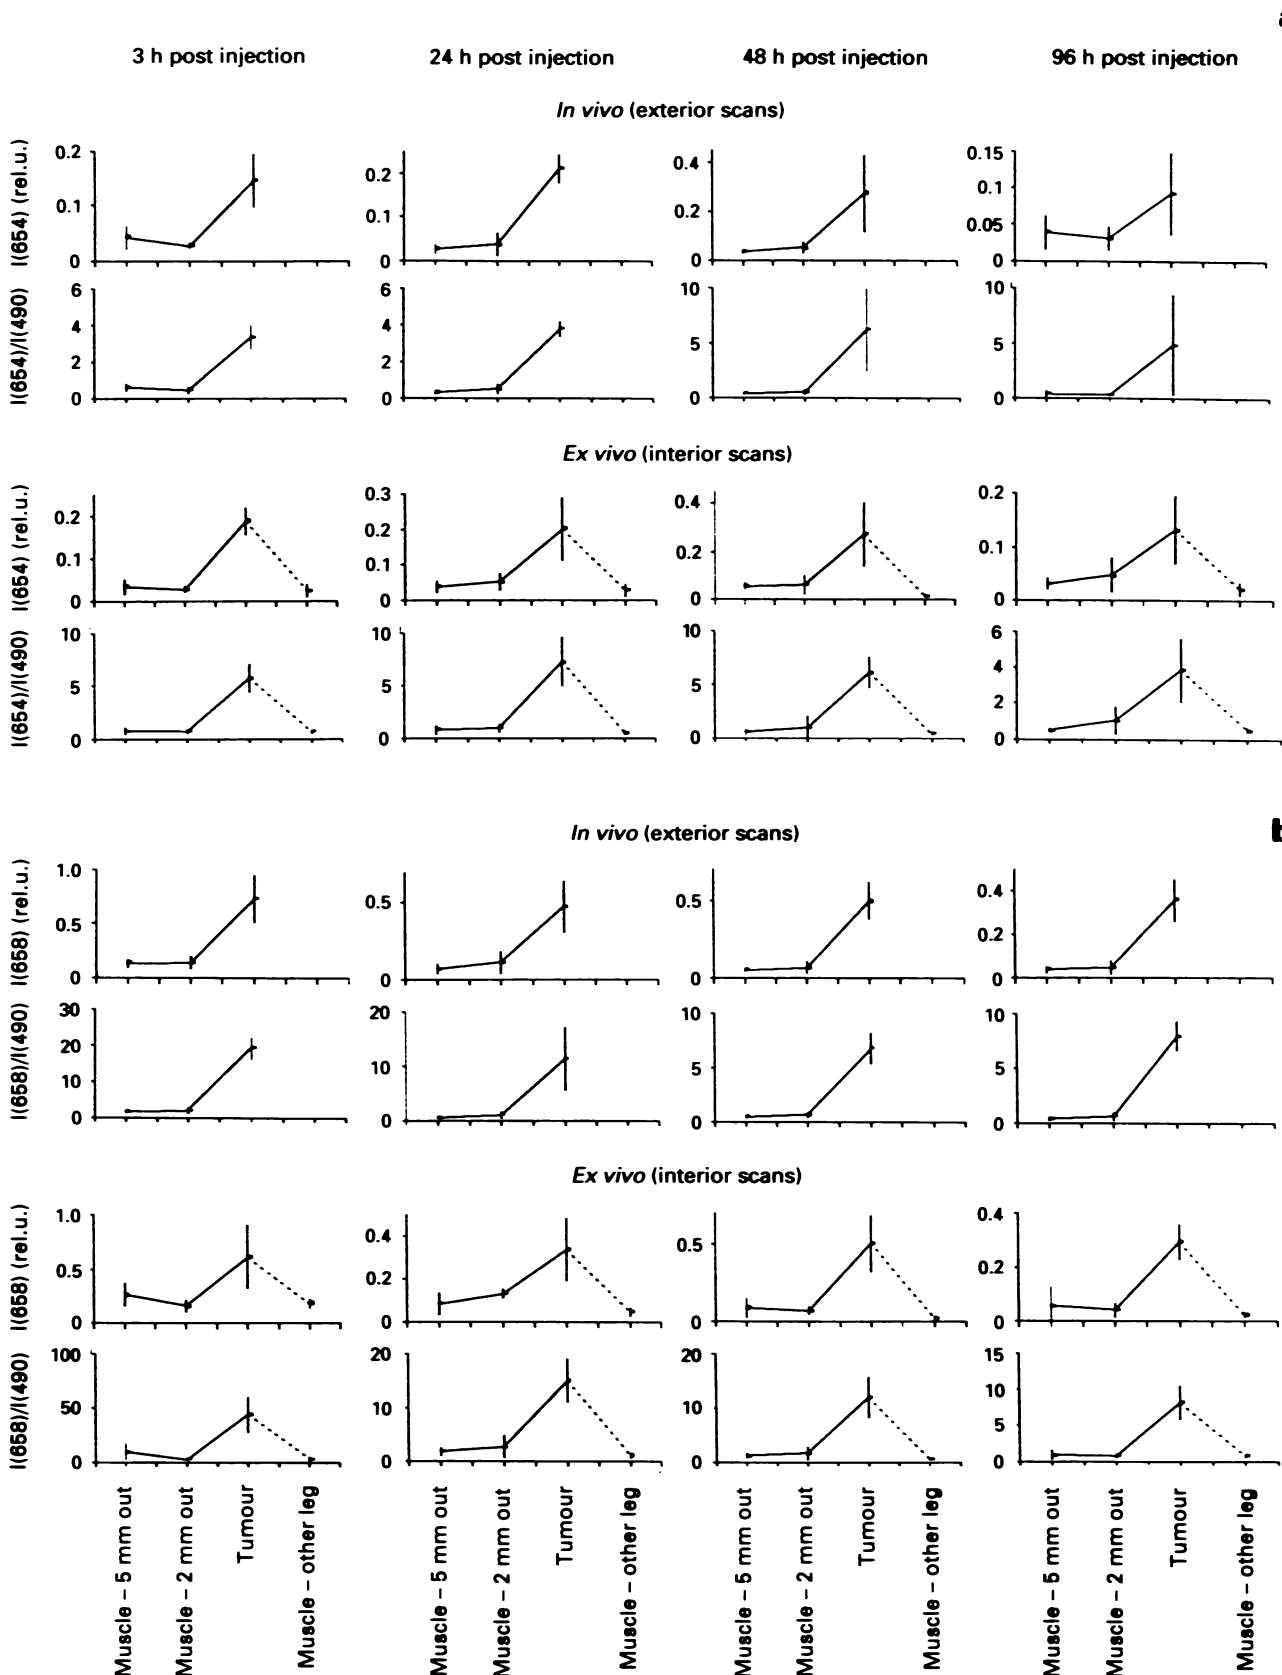 a
3 h post injection 24 h post injection 48 h post injection 96 h post injection
In vivo (exterior scans)
I(654) (rel.u.)
0.2 0.2 0.4 0.15
0.1 0.1 0.2 0.1
0.05
0 0 0 0
I(654)/I(490)
6 6 10 10
4 4 5 5
2 2
0 0 0 0
Ex vivo (interior scans)
I(654) (rel.u.)
0.2 0.3 0.4 0.2
0.1 0.2 0.2 0.1
0.1
0 0 0 0
I(654)/I(490)
10 10 10 6
5 5 5 4
2
0 0 0 0
In vivo (exterior scans)
b
I(658) (rel.u.)
1.0 0.5 0.5 0.4
0.5 0.2
0 0 0 0
I(658)/I(490)
30 20 10 10
20 10 5 5
10
0 0 0 0
Ex vivo (interior scans)
I(658) (rel.u.)
1.0 0.4 0.5 0.4
0.5 0.2 0.2
0 0 0 0
I(658)/I(490)
100 20 20 15
50 10 10 10
5
0 0 0 0
Muscle – 5 mm out
Muscle – 2 mm out
Tumour
Muscle – other leg
Muscle – 5 mm out
Muscle – 2 mm out
Tumour
Muscle – other leg
Muscle – 5 mm out
Muscle – 2 mm out
Tumour
Muscle – other leg
Muscle – 5 mm out
Muscle – 2 mm out
Tumour
Muscle – other leg